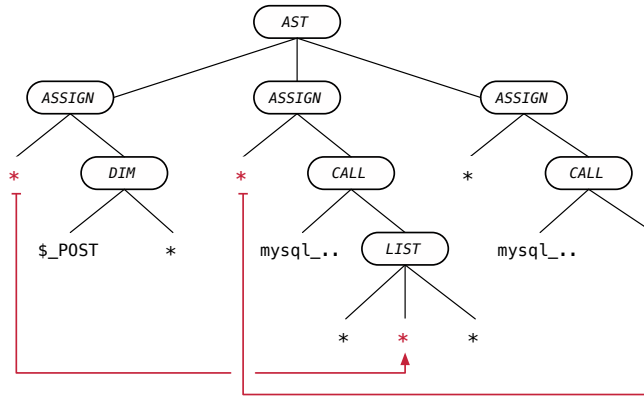 AST
ASSIGN ASSIGN ASSIGN
* DIM * CALL * CALL
$_POST * mysql_.. LIST mysql_..
* * *